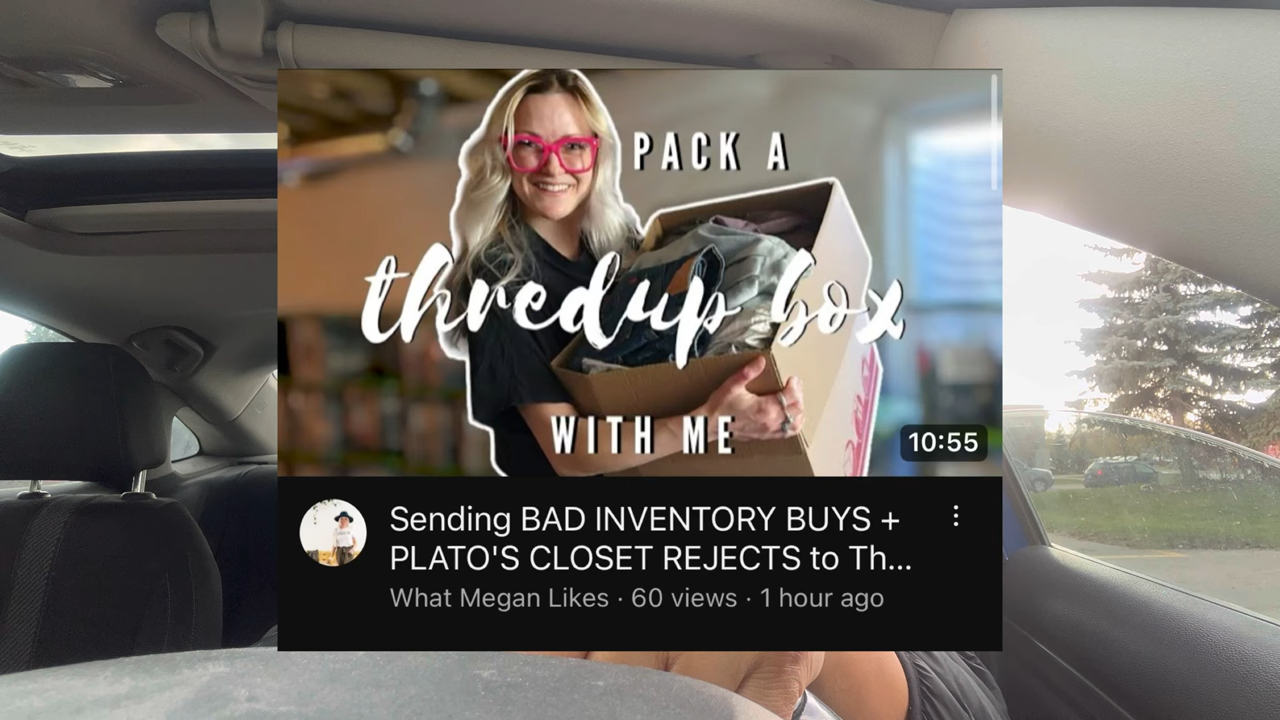 PACK A
thredup box
WITH ME
10:55
Sending BAD INVENTORY BUYS +
PLATO'S CLOSET REJECTS to Th...
What Megan Likes · 60 views · 1 hour ago